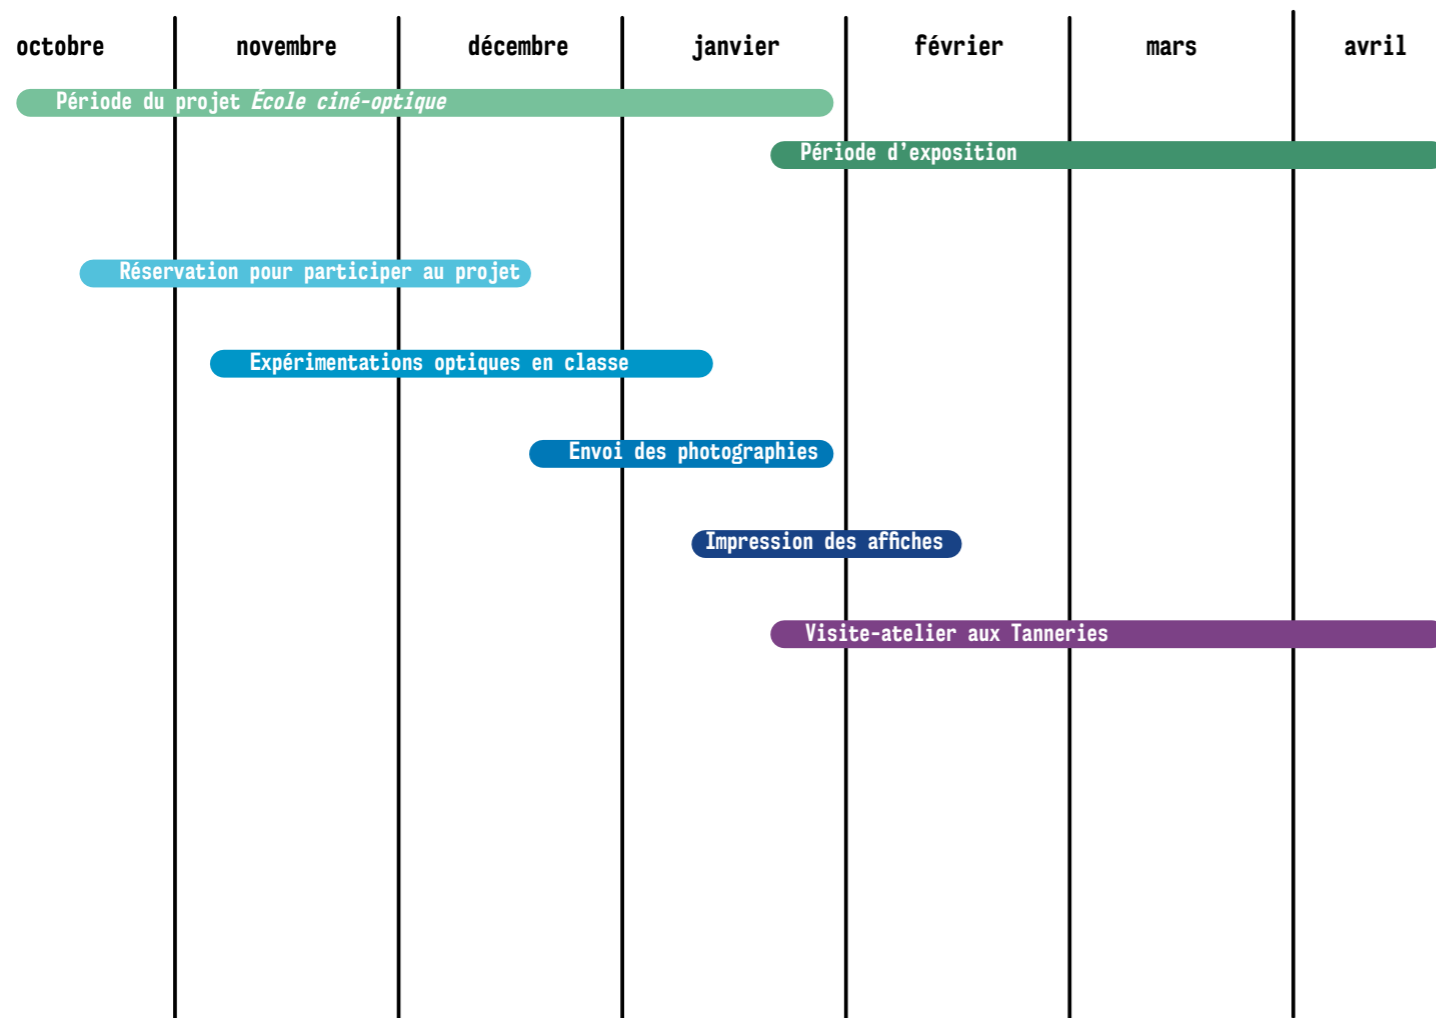 octobre novembre décembre janvier février mars avril
Période du projet École ciné-optique
Période d’exposition
Réservation pour participer au projet
Expérimentations optiques en classe
Envoi des photographies
Impression des affiches
Visite-atelier aux Tanneries